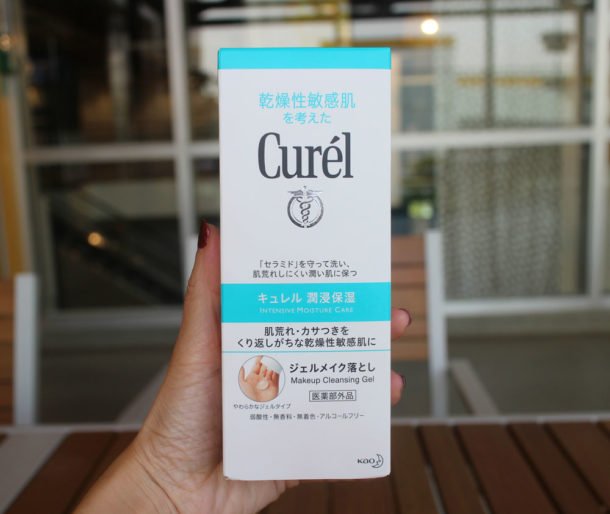 乾燥性敏感肌
を考えた
Curél
「セラミド」を守って洗い、
肌荒れしにくい潤い肌に保つ
キュレル 潤浸保湿
INTENSIVE MOISTURE CARE
肌荒れ・カサつきを
くり返しがちな乾燥性敏感肌に
ジェルメイク落とし
Makeup Cleansing Gel
医薬部外品
やわらかなジェルタイプ
弱酸性・無香料・無着色・アルコールフリー
Kao